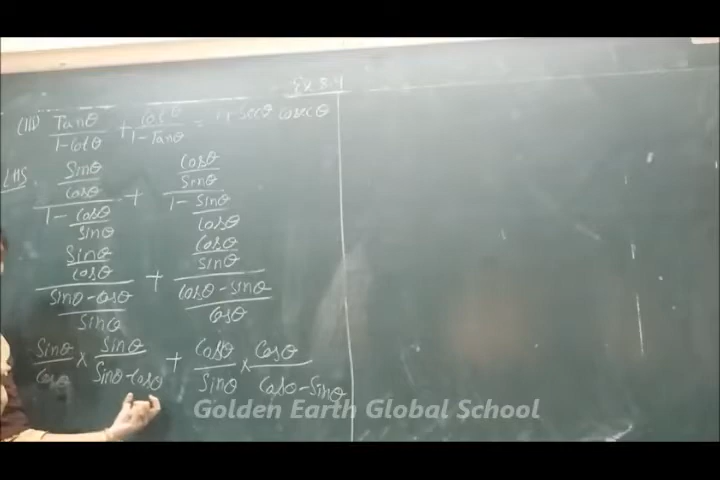 Ex 8.4
(III) Tanθ/1-Cotθ + Cotθ/1-Tanθ = 1+Secθ cosecθ
LHS Sinθ/Cosθ / 1-Cosθ/Sinθ + Cosθ/Sinθ / 1-Sinθ/Cosθ
Sinθ/Cosθ / Sinθ-Cosθ/Sinθ + Cosθ/Sinθ / Cosθ-Sinθ/Cosθ
Sinθ/Cosθ × Sinθ/Sinθ-Cosθ + Cosθ/Sinθ × Cosθ/Cosθ-Sinθ
Golden Earth Global School